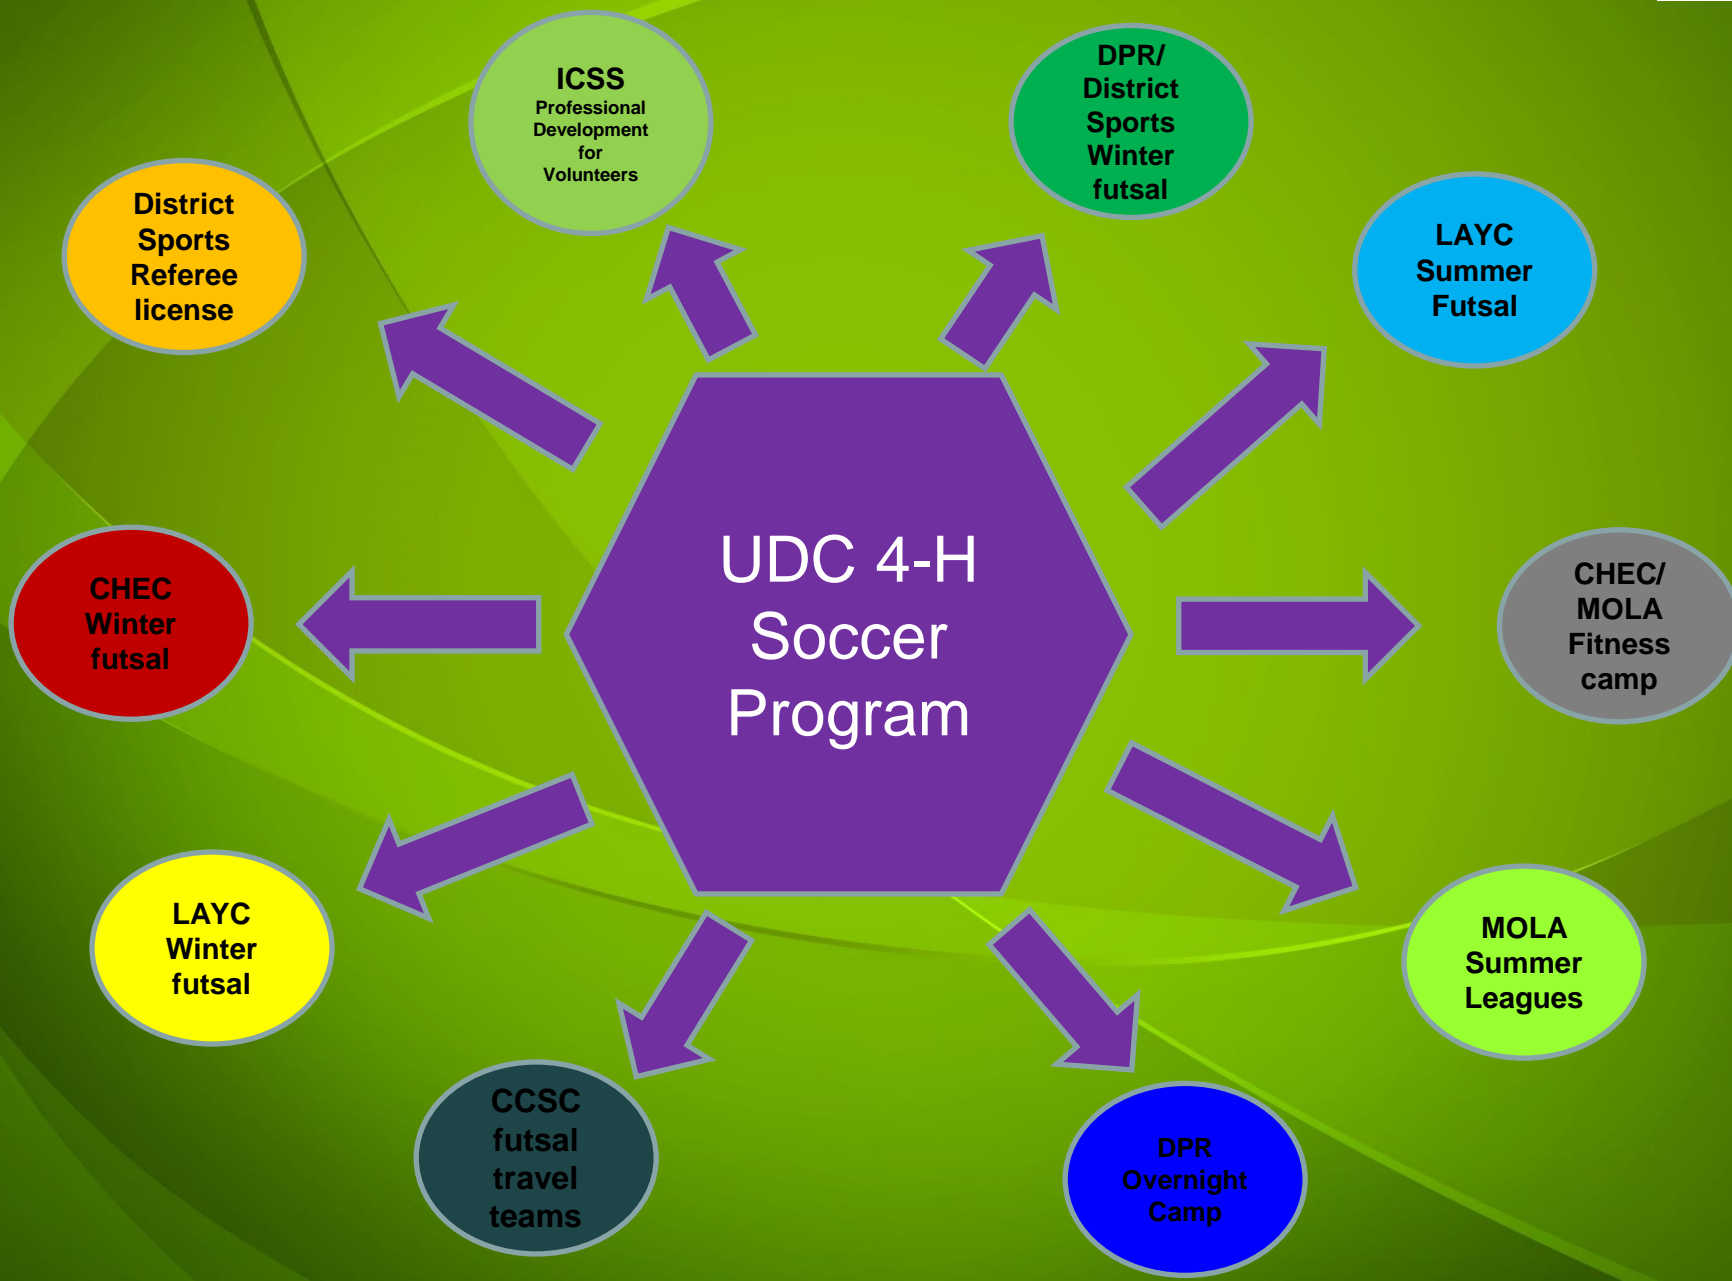 ICSS
Professional
Development
for
Volunteers
DPR/
District
Sports
Winter
futsal
District
Sports
Referee
license
LAYC
Summer
Futsal
CHEC
Winter
futsal
UDC 4-H
Soccer
Program
CHEC/
MOLA
Fitness
camp
LAYC
Winter
futsal
MOLA
Summer
Leagues
CCSC
futsal
travel
teams
DPR
Overnight
Camp